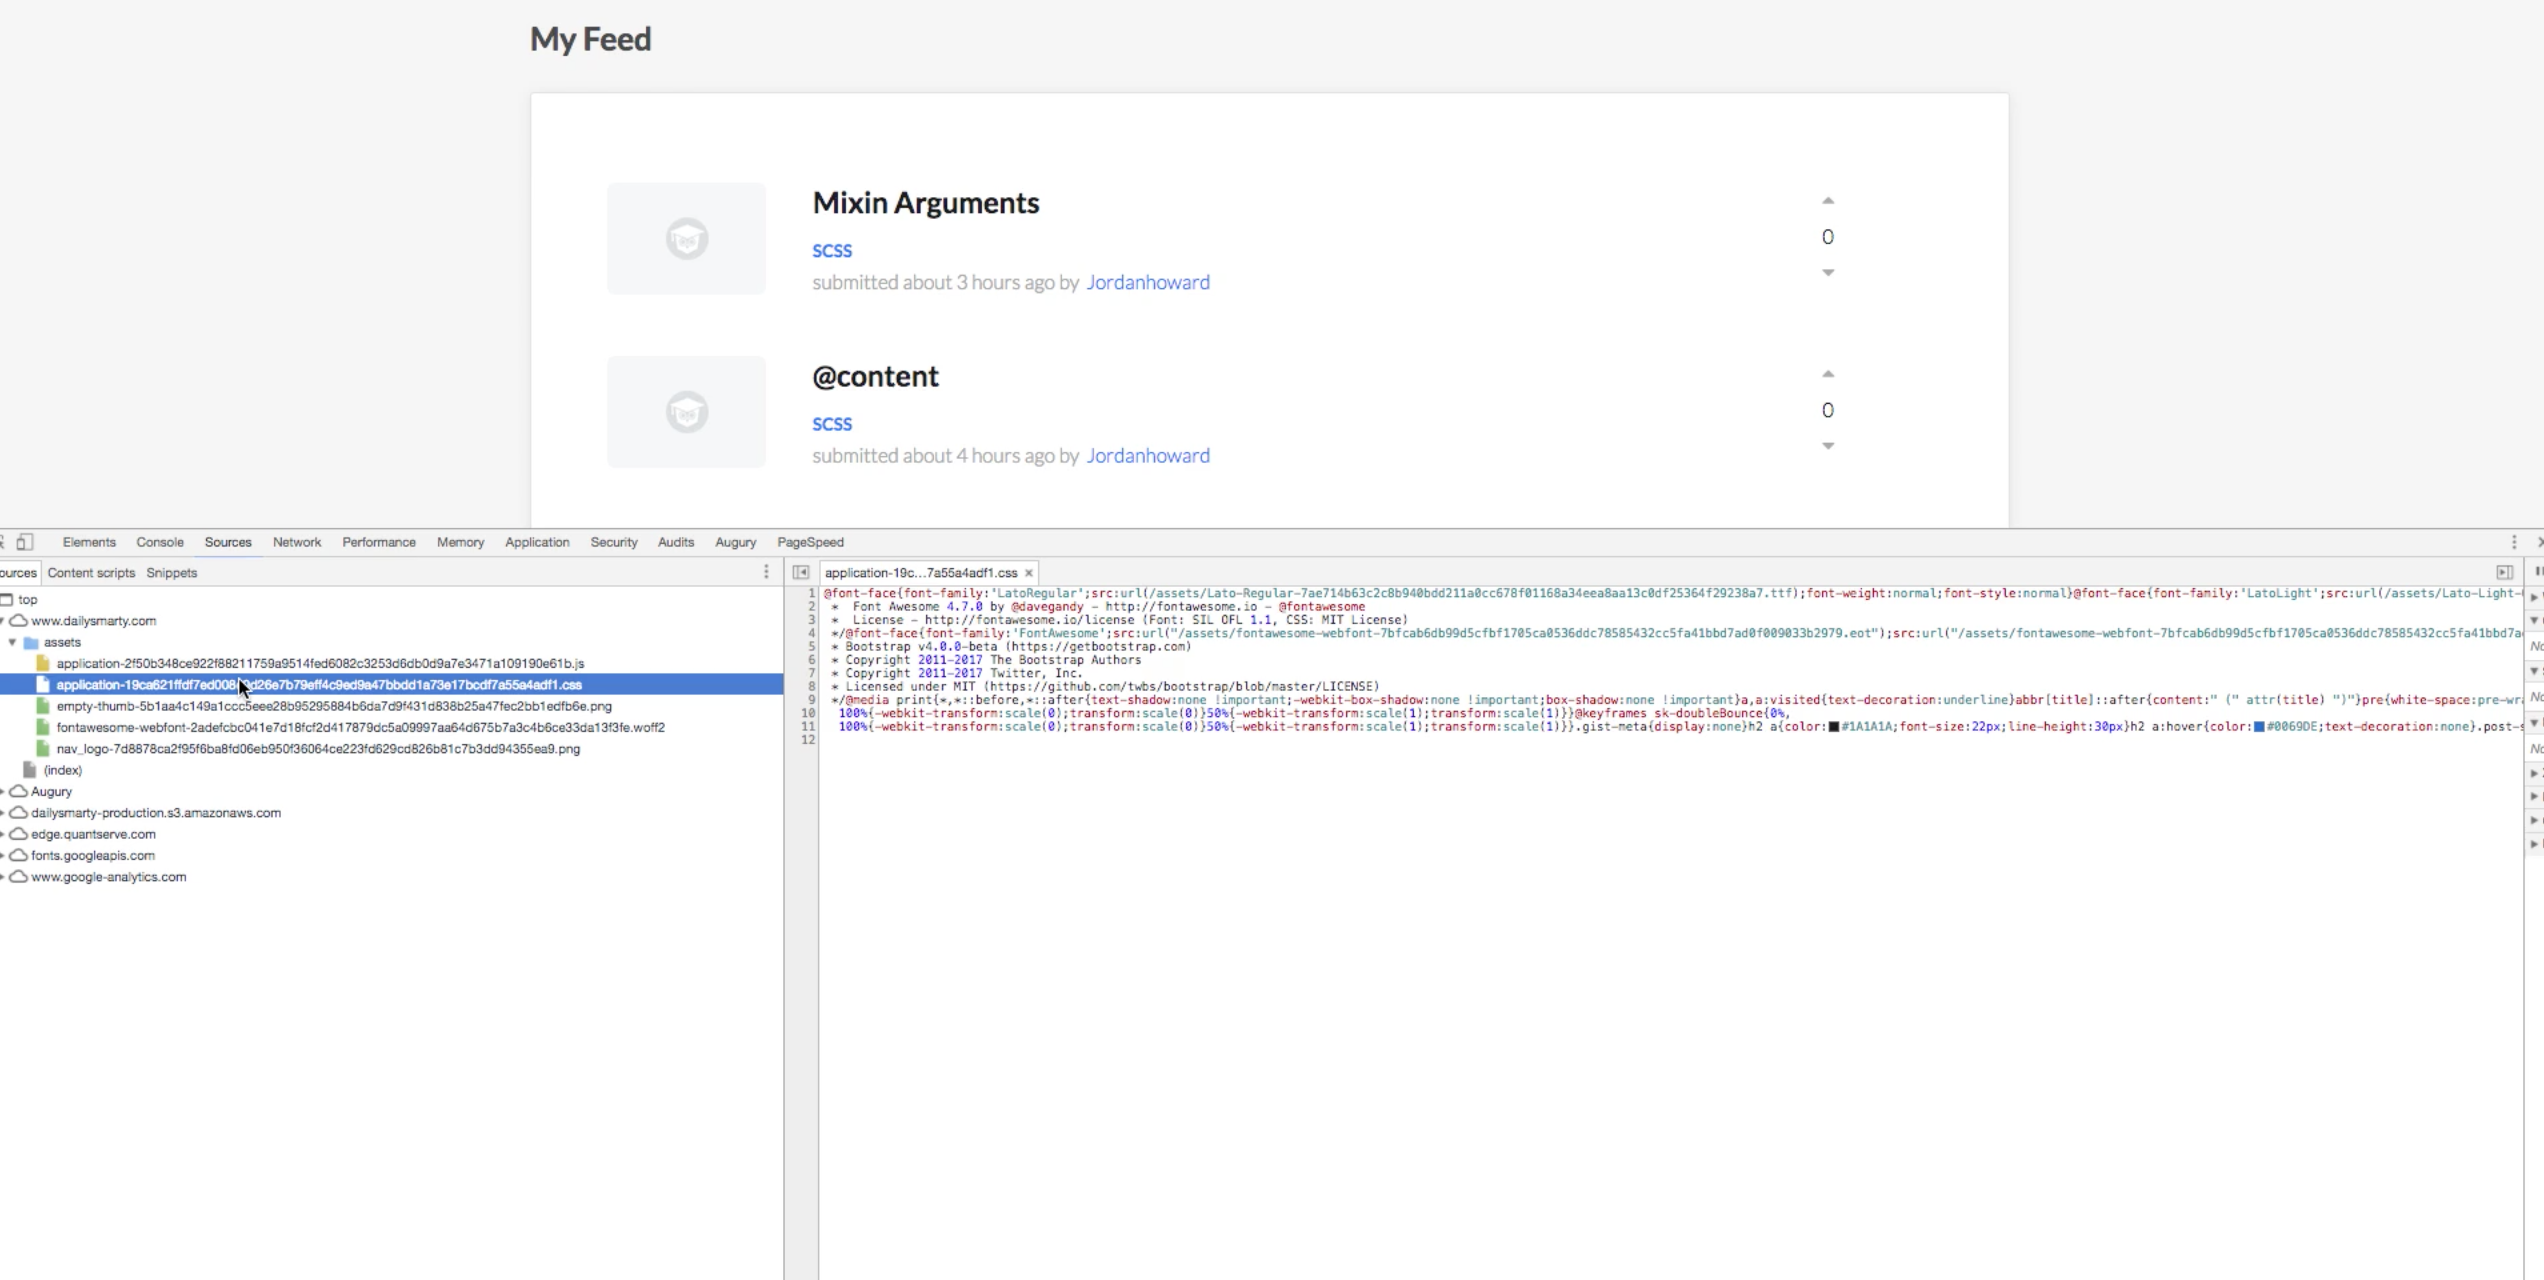 My Feed
Mixin Arguments
0
SCSS
submitted about 3 hours ago by Jordanhoward
@content
0
SCSS
submitted about 4 hours ago by Jordanhoward
Elements Console Sources Network Performance Memory Application Security Audits Augury PageSpeed
ources Content scripts Snippets
application-19c...7a55a4adf1.css ×
top
www.dailysmarty.com
assets
application-2f50b348ce922f88211759a9514fed6082c3253d6db0d9a7e3471a109190e61b.js
empty-thumb-5b1aa4c149a1ccc5eee28b95295884b6da7d9f431d838b25a47fec2bb1edfb6e.png
fontawesome-webfont-2adefcbc041e7d18fcf2d417879dc5a09997aa64d675b7a3c4b6ce33da13f3fe.woff2
nav_logo-7d8878ca2f95f6ba8fd06eb950f36064ce223fd629cd826b81c7b3dd94355ea9.png
(index)
Augury
dailysmarty-production.s3.amazonaws.com
edge.quantserve.com
fonts.googleapis.com
www.google-analytics.com
1 @font-face{font-family:'LatoRegular';src:url(/assets/Lato-Regular-7ae714b63c2c8b940bdd211a0cc678f01168a34eea8aa13c0df25364f29238a7.ttf);font-weight:normal;font-style:normal}@font-face{font-family:'LatoLight';src:url(/assets/Lato-Light-
2 * Font Awesome 4.7.0 by @davegandy - http://fontawesome.io - @fontawesome
3 * License - http://fontawesome.io/license (Font: SIL OFL 1.1, CSS: MIT License)
4 */@font-face{font-family:'FontAwesome';src:url("/assets/fontawesome-webfont-7bfcab6db99d5cfbf1705ca0536ddc78585432cc5fa41bbd7ad0f009033b2979.eot");src:url("/assets/fontawesome-webfont-7bfcab6db99d5cfbf1705ca0536ddc78585432cc5fa41bbd7a
5 * Bootstrap v4.0.0-beta (https://getbootstrap.com)
6 * Copyright 2011-2017 The Bootstrap Authors
7 * Copyright 2011-2017 Twitter, Inc.
8 * Licensed under MIT (https://github.com/twbs/bootstrap/blob/master/LICENSE)
9 */@media print{*,*::before,*::after{text-shadow:none !important;-webkit-box-shadow:none !important;box-shadow:none !important}a,a:visited{text-decoration:underline}abbr[title]::after{content:" (" attr(title) ")"}pre{white-space:pre-wr
10 100%{-webkit-transform:scale(0);transform:scale(0)}50%{-webkit-transform:scale(1);transform:scale(1)}}@keyframes sk-doubleBounce{0%,
11 100%{-webkit-transform:scale(0);transform:scale(0)}50%{-webkit-transform:scale(1);transform:scale(1)}}.gist-meta{display:none}h2 a{color:#1A1A1A;font-size:22px;line-height:30px}h2 a:hover{color:#0069DE;text-decoration:none}.post-s
12